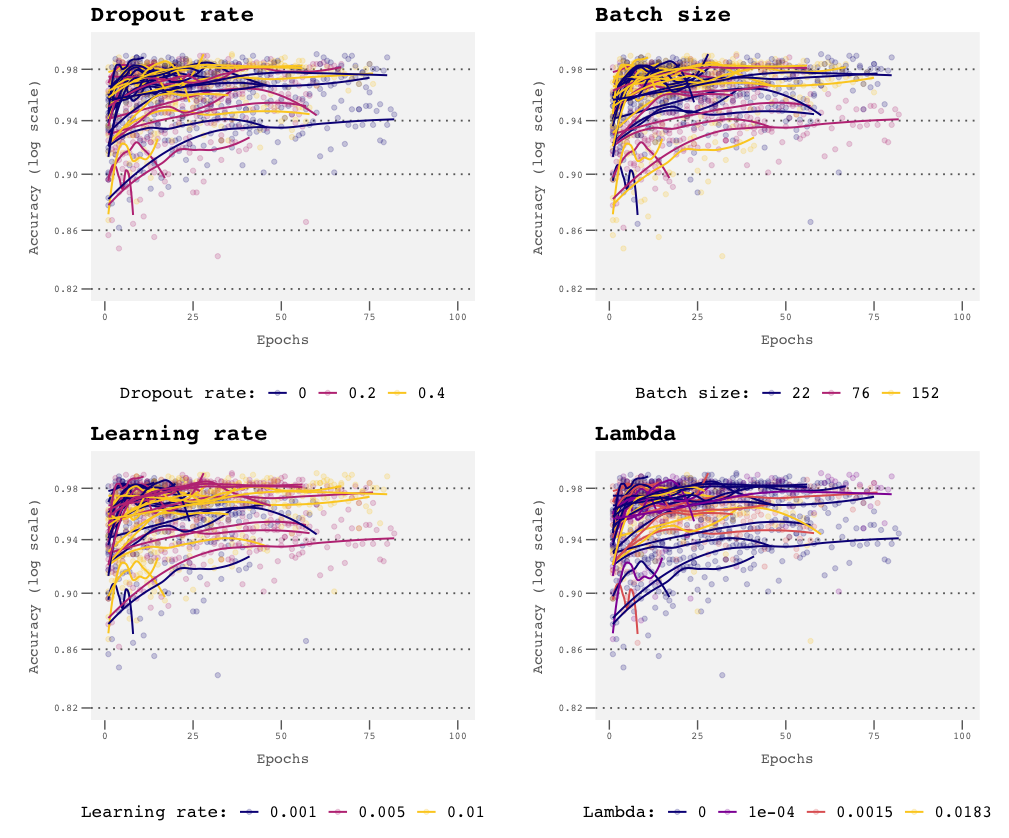 Dropout rate
Accuracy (log scale)
0.98
0.94
0.90
0.86
0.82
0 25 50 75 100
Epochs
Dropout rate: 0 0.2 0.4
Batch size
Accuracy (log scale)
0.98
0.94
0.90
0.86
0.82
0 25 50 75 100
Epochs
Batch size: 22 76 152
Learning rate
Accuracy (log scale)
0.98
0.94
0.90
0.86
0.82
0 25 50 75 100
Epochs
Learning rate: 0.001 0.005 0.01
Lambda
Accuracy (log scale)
0.98
0.94
0.90
0.86
0.82
0 25 50 75 100
Epochs
Lambda: 0 1e-04 0.0015 0.0183